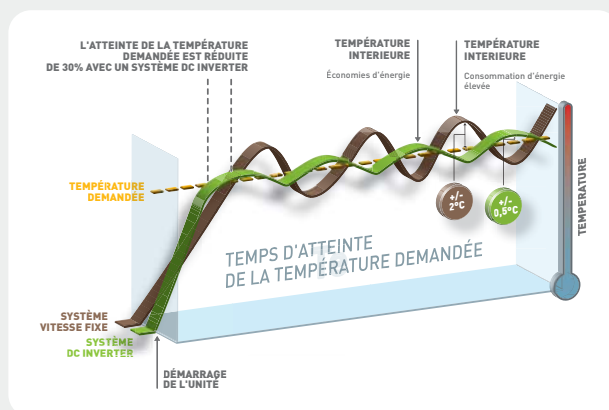 L'ATTEINTE DE LA TEMPÉRATURE
DEMANDÉE EST RÉDUITE
DE 30% AVEC UN SYSTÈME DC INVERTER
TEMPÉRATURE
INTERIEURE
Économies d'énergie
TEMPÉRATURE
INTERIEURE
Consommation d'énergie
élevée
TEMPÉRATURE
DEMANDÉE
+/-
2°C
+/-
0,5°C
TEMPERATURE
TEMPS D'ATTEINTE
DE LA TEMPÉRATURE DEMANDÉE
SYSTÈME
VITESSE FIXE
SYSTÈME
DC INVERTER
DÉMARRAGE
DE L'UNITÉ